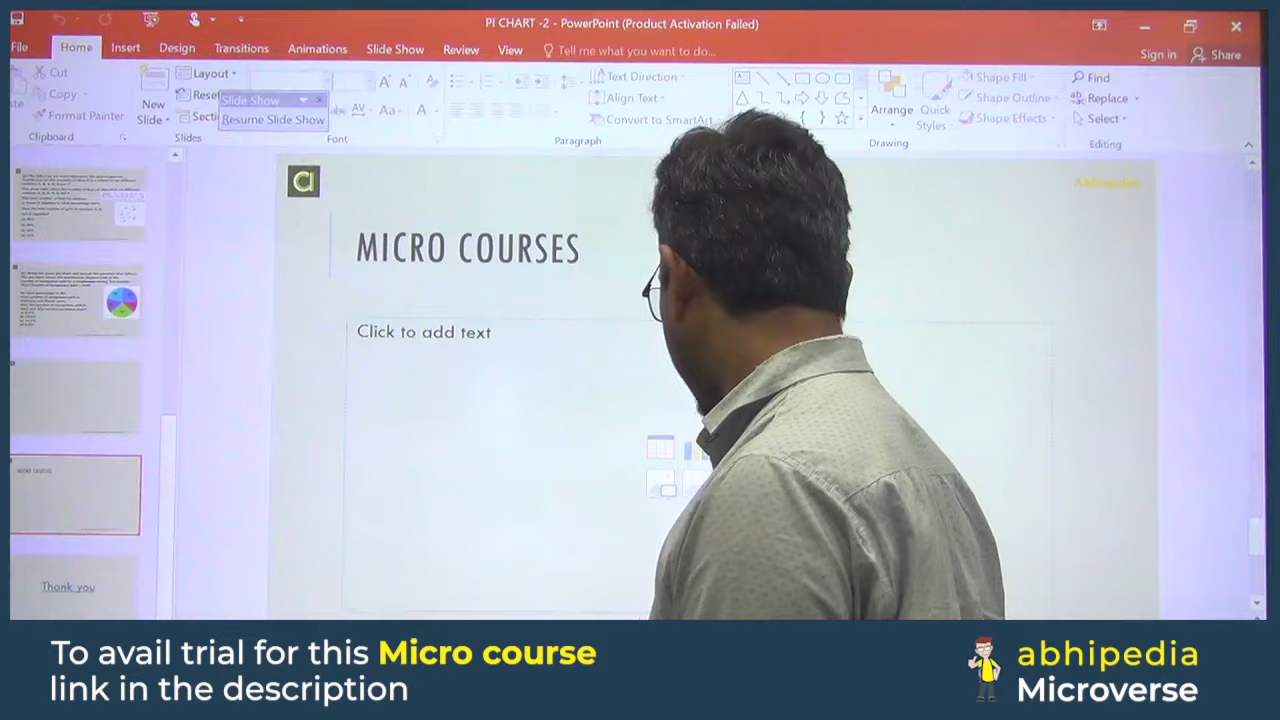 PI CHART -2 - PowerPoint (Product Activation Failed)
File Home Insert Design Transitions Animations Slide Show Review View Tell me what you want to do... Sign in Share
Cut
Copy
Format Painter
Clipboard
New
Slide
Layout
Reset
Slides
Slide Show
Resume Slide Show
Font
Text Direction
Align Text
Convert to SmartArt
Paragraph
Arrange
Quick
Styles
Shape Fill
Shape Outline
Shape Effects
Drawing
Find
Replace
Select
Editing
a
Abhipedia
MICRO COURSES
Click to add text
MICRO COURSES
Thank you
To avail trial for this Micro course
link in the description
abhipedia
Microverse